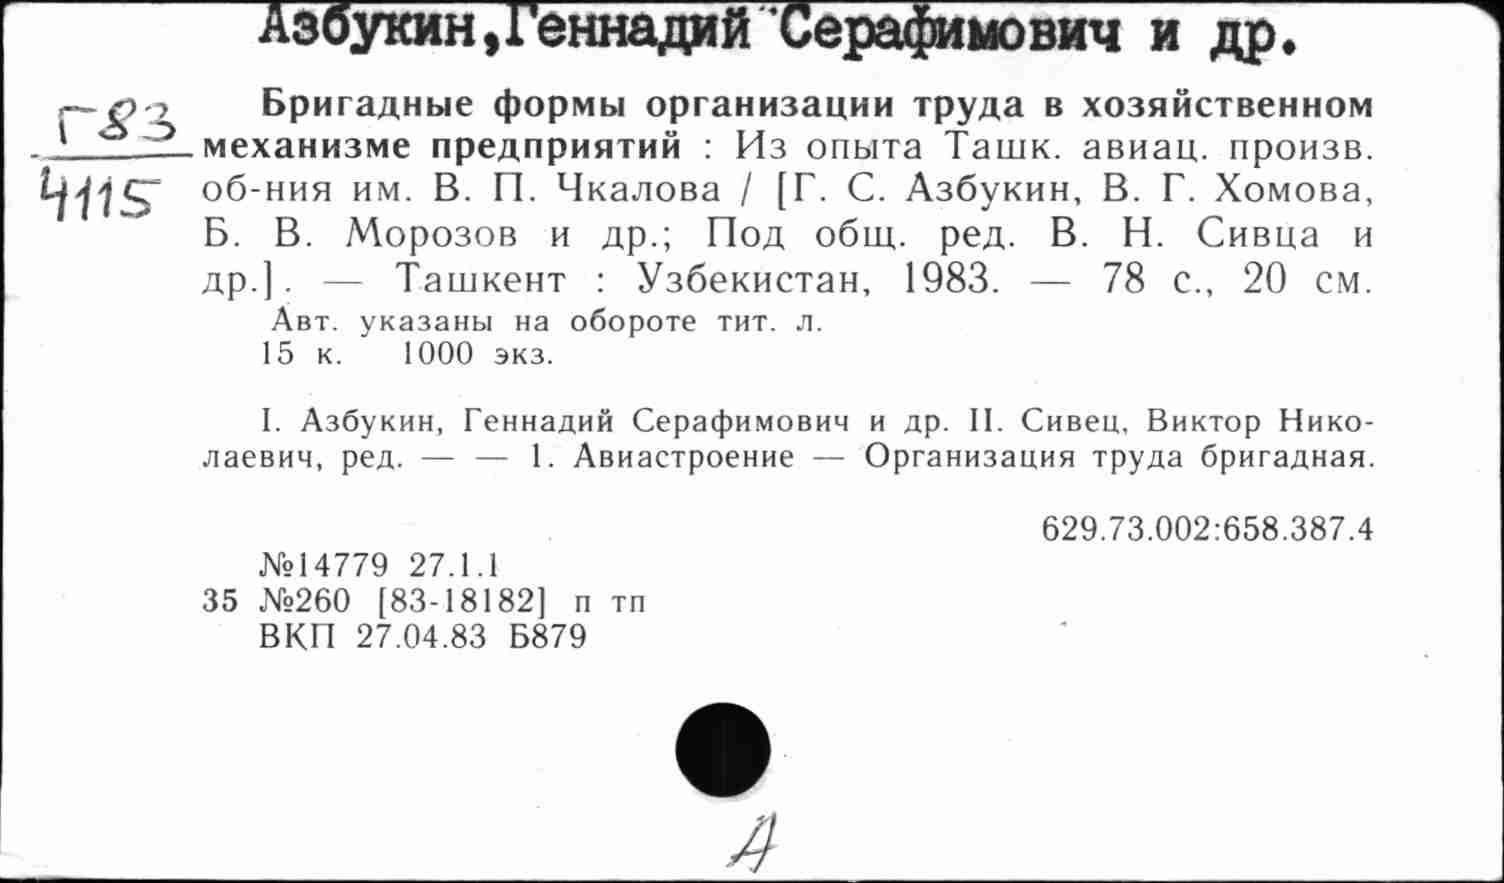 Азбукин,Геннадий Серафимович и др.
Г83
4115
Бригадные формы организации труда в хозяйственном
механизме предприятий : Из опыта Ташк. авиац. произв.
об-ния им. В. П. Чкалова / [Г. С. Азбукин, В. Г. Хомова,
Б. В. Морозов и др.; Под общ. ред. В. Н. Сивца и
др.]. — Ташкент : Узбекистан, 1983. — 78 с., 20 см.
Авт. указаны на обороте тит. л.
15 к. 1000 экз.
I. Азбукин, Геннадий Серафимович и др. II. Сивец, Виктор Нико-
лаевич, ред. — — 1. Авиастроение — Организация труда бригадная.
629.73.002:658.387.4
№14779 27.1.1
35 №260 [83-18182] п тп
ВКП 27.04.83 Б879
А